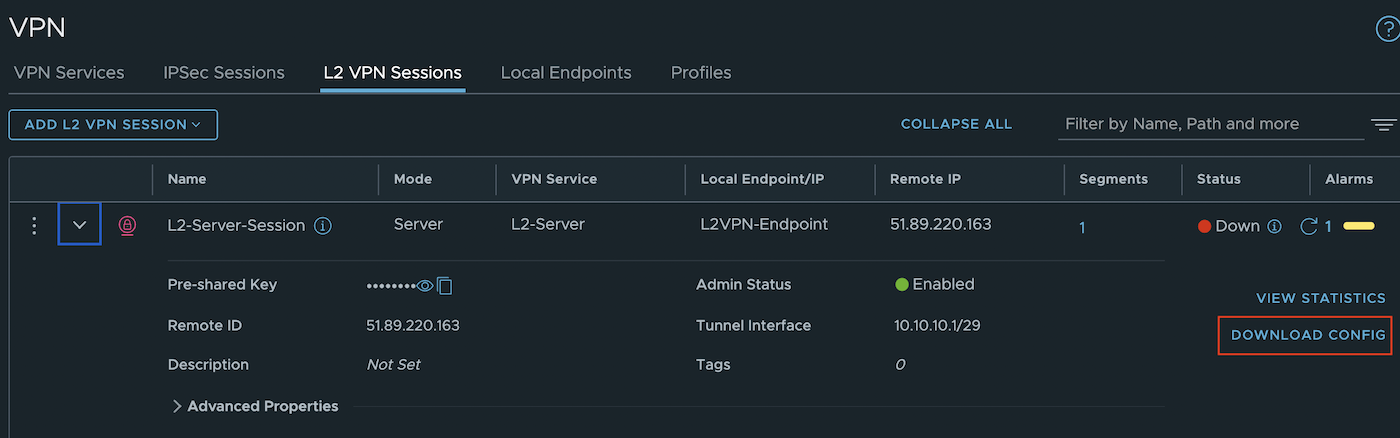 VPN
?
VPN Services IPSec Sessions L2 VPN Sessions Local Endpoints Profiles
ADD L2 VPN SESSION COLLAPSE ALL Filter by Name, Path and more
Name Mode VPN Service Local Endpoint/IP Remote IP Segments Status Alarms
L2-Server-Session Server L2-Server L2VPN-Endpoint 51.89.220.163 1 Down 1
Pre-shared Key •••••••• Admin Status Enabled
VIEW STATISTICS
Remote ID 51.89.220.163 Tunnel Interface 10.10.10.1/29
DOWNLOAD CONFIG
Description Not Set Tags 0
Advanced Properties